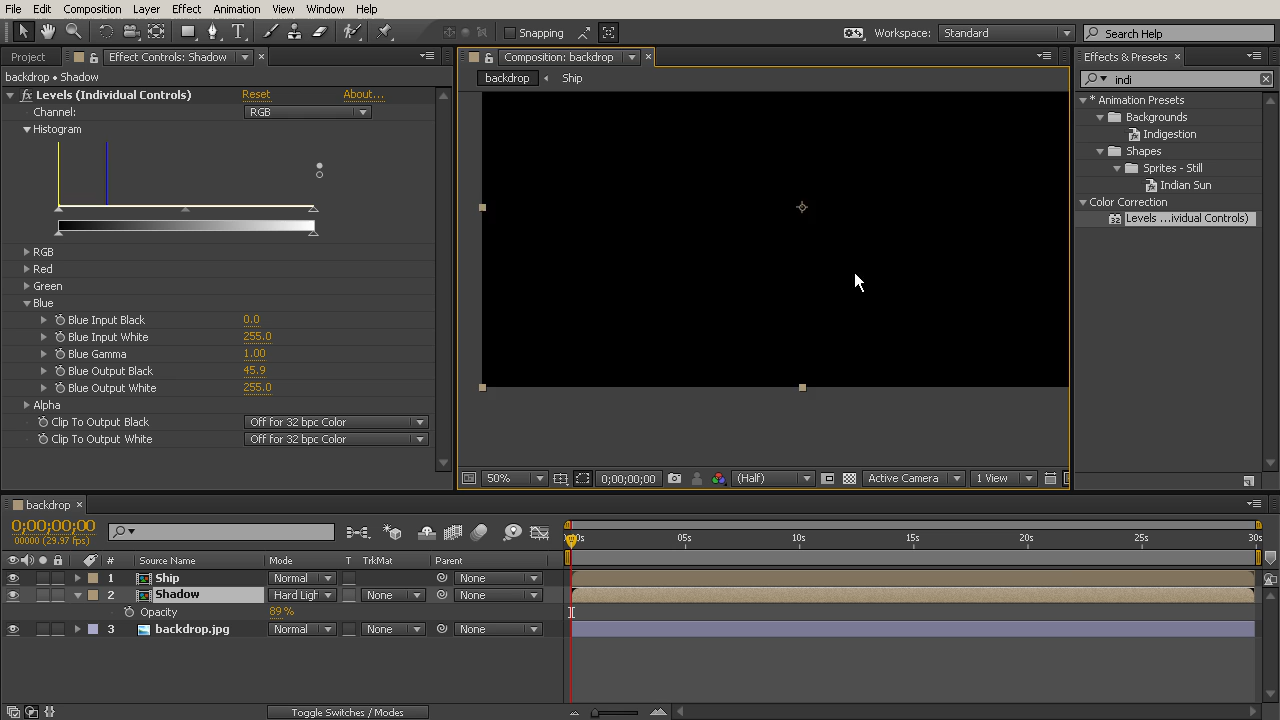 File Edit Composition Layer Effect Animation View Window Help
Snapping
Workspace: Standard
Search Help
Project
Effect Controls: Shadow
Composition: backdrop
Effects & Presets
backdrop • Shadow
backdrop
Ship
indi
Levels (Individual Controls) Reset About...
Channel: RGB
Histogram
* Animation Presets
Backgrounds
Indigestion
Shapes
Sprites - Still
Indian Sun
Color Correction
Levels ...ividual Controls)
32
RGB
Red
Green
Blue
Blue Input Black 0.0
Blue Input White 255.0
Blue Gamma 1.00
Blue Output Black 45.9
Blue Output White 255.0
Alpha
Clip To Output Black Off for 32 bpc Color
Clip To Output White Off for 32 bpc Color
50% 0;00;00;00 (Half) Active Camera 1 View
backdrop
0;00;00;00
00000 (29.97 fps)
05s 10s 15s 20s 25s 30s
# Source Name Mode T TrkMat Parent
1 Ship Normal None
2 Shadow Hard Ligh None None
Opacity 89%
3 backdrop.jpg Normal None None
Toggle Switches / Modes